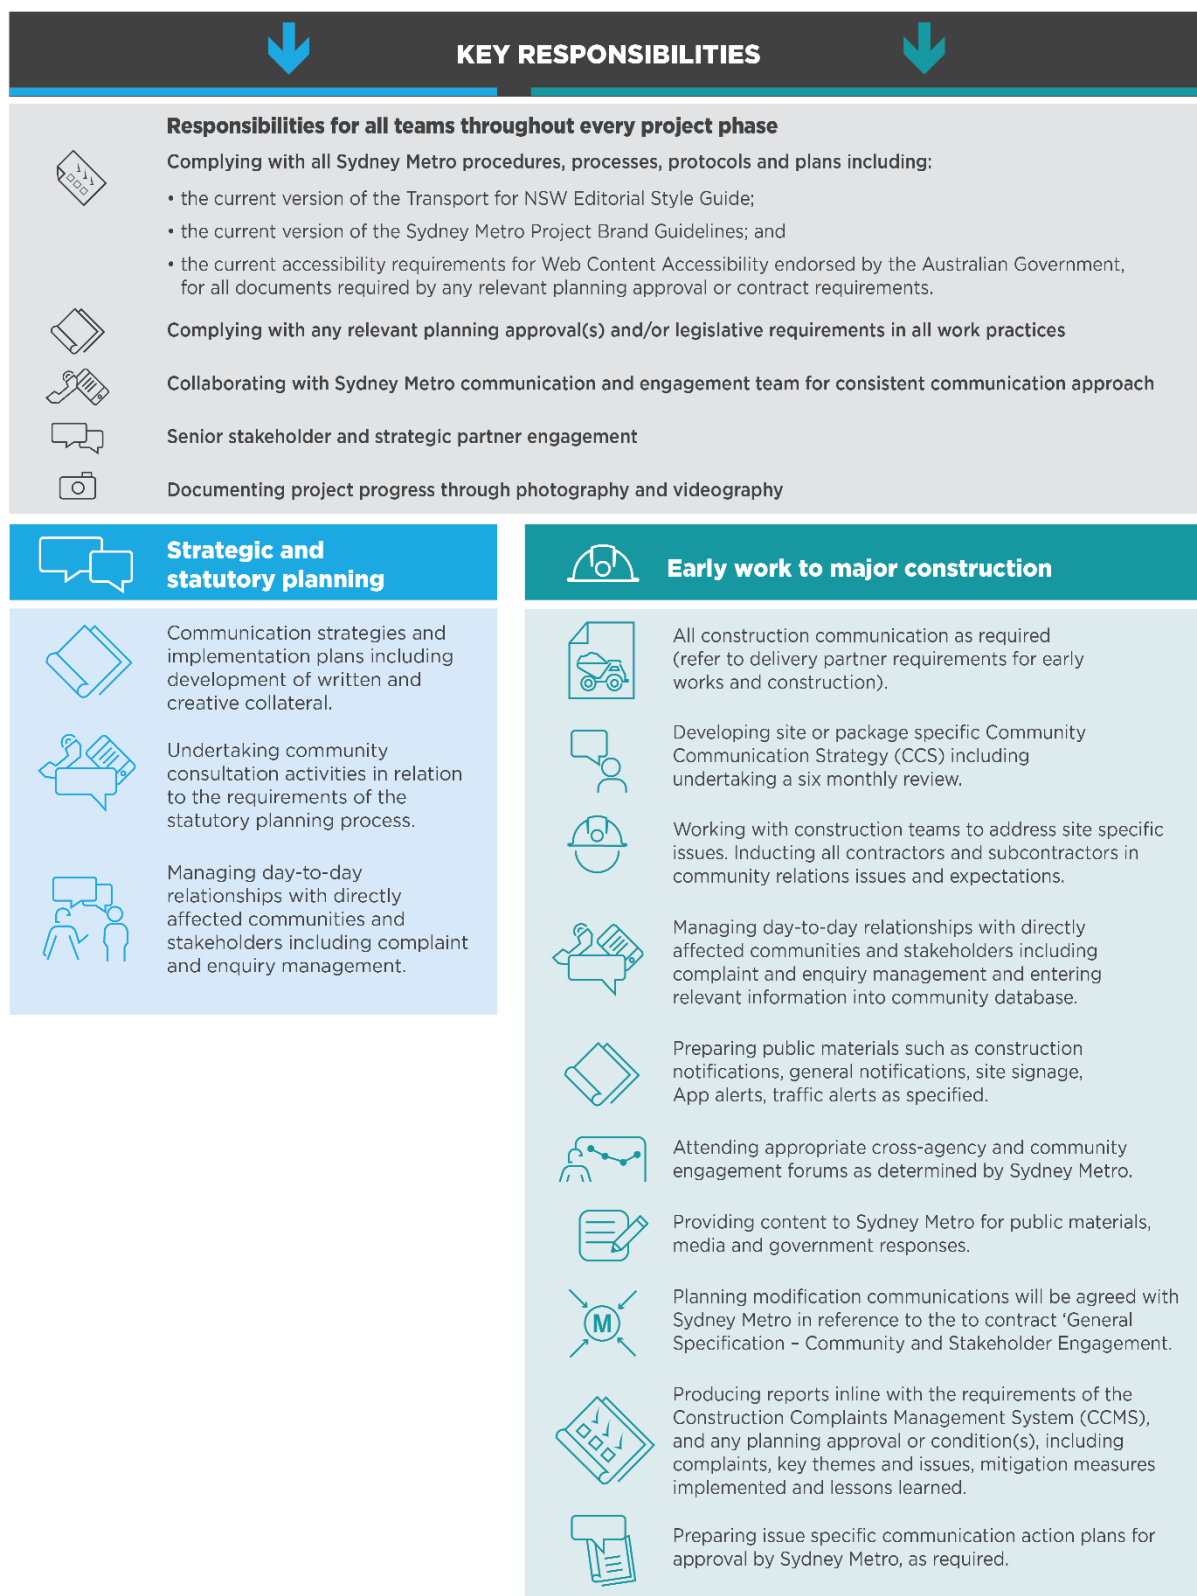 KEY RESPONSIBILITIES
Responsibilities for all teams throughout every project phase
Complying with all Sydney Metro procedures, processes, protocols and plans including:
• the current version of the Transport for NSW Editorial Style Guide;
• the current version of the Sydney Metro Project Brand Guidelines; and
• the current accessibility requirements for Web Content Accessibility endorsed by the Australian Government,
for all documents required by any relevant planning approval or contract requirements.
Complying with any relevant planning approval(s) and/or legislative requirements in all work practices
Collaborating with Sydney Metro communication and engagement team for consistent communication approach
Senior stakeholder and strategic partner engagement
Documenting project progress through photography and videography
Strategic and
statutory planning
Communication strategies and
implementation plans including
development of written and
creative collateral.
Undertaking community
consultation activities in relation
to the requirements of the
statutory planning process.
Managing day-to-day
relationships with directly
affected communities and
stakeholders including complaint
and enquiry management.
Early work to major construction
All construction communication as required
(refer to delivery partner requirements for early
works and construction).
Developing site or package specific Community
Communication Strategy (CCS) including
undertaking a six monthly review.
Working with construction teams to address site specific
issues. Inducting all contractors and subcontractors in
community relations issues and expectations.
Managing day-to-day relationships with directly
affected communities and stakeholders including
complaint and enquiry management and entering
relevant information into community database.
Preparing public materials such as construction
notifications, general notifications, site signage,
App alerts, traffic alerts as specified.
Attending appropriate cross-agency and community
engagement forums as determined by Sydney Metro.
Providing content to Sydney Metro for public materials,
media and government responses.
M
Planning modification communications will be agreed with
Sydney Metro in reference to the to contract ‘General
Specification – Community and Stakeholder Engagement.
Producing reports inline with the requirements of the
Construction Complaints Management System (CCMS),
and any planning approval or condition(s), including
complaints, key themes and issues, mitigation measures
implemented and lessons learned.
Preparing issue specific communication action plans for
approval by Sydney Metro, as required.